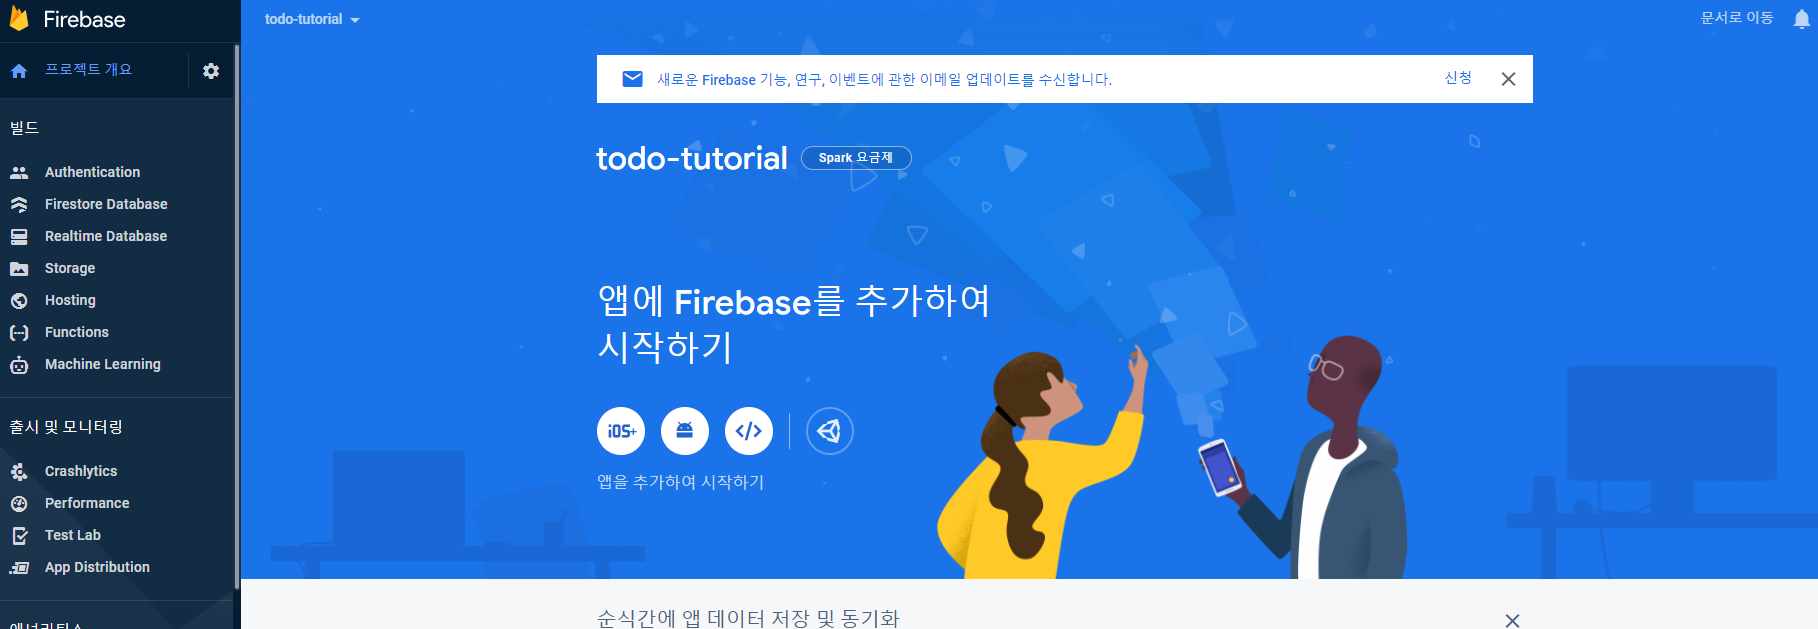 Firebase
todo-tutorial
문서로 이동
프로젝트 개요
새로운 Firebase 기능, 연구, 이벤트에 관한 이메일 업데이트를 수신합니다.
신청
빌드
Authentication
Firestore Database
Realtime Database
Storage
Hosting
Functions
Machine Learning
출시 및 모니터링
Crashlytics
Performance
Test Lab
App Distribution
애널리틱스
todo-tutorial
Spark 요금제
앱에 Firebase를 추가하여
시작하기
iOS+
앱을 추가하여 시작하기
순식간에 앱 데이터 저장 및 동기화